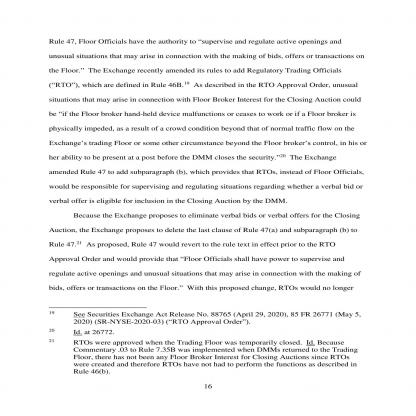 Rule 47, Floor Officials have the authority to “supervise and regulate active openings and
unusual situations that may arise in connection with the making of bids, offers or transactions on
the Floor.”  The Exchange recently amended its rules to add Regulatory Trading Officials
(“RTO”), which are defined in Rule 46B.19  As described in the RTO Approval Order, unusual
situations that may arise in connection with Floor Broker Interest for the Closing Auction could
be “if the Floor broker hand-held device malfunctions or ceases to work or if a Floor broker is
physically impeded, as a result of a crowd condition beyond that of normal traffic flow on the
Exchange’s trading Floor or some other circumstance beyond the Floor broker’s control, in his or
her ability to be present at a post before the DMM closes the security.”20  The Exchange
amended Rule 47 to add subparagraph (b), which provides that RTOs, instead of Floor Officials,
would be responsible for supervising and regulating situations regarding whether a verbal bid or
verbal offer is eligible for inclusion in the Closing Auction by the DMM.
Because the Exchange proposes to eliminate verbal bids or verbal offers for the Closing
Auction, the Exchange proposes to delete the last clause of Rule 47(a) and subparagraph (b) to
Rule 47.21  As proposed, Rule 47 would revert to the rule text in effect prior to the RTO
Approval Order and would provide that “Floor Officials shall have power to supervise and
regulate active openings and unusual situations that may arise in connection with the making of
bids, offers or transactions on the Floor.”  With this proposed change, RTOs would no longer
19 See Securities Exchange Act Release No. 88765 (April 29, 2020), 85 FR 26771 (May 5,
2020) (SR-NYSE-2020-03) (“RTO Approval Order”).
20 Id. at 26772.
21 RTOs were approved when the Trading Floor was temporarily closed.  Id. Because
Commentary .03 to Rule 7.35B was implemented when DMMs returned to the Trading
Floor, there has not been any Floor Broker Interest for Closing Auctions since RTOs
were created and therefore RTOs have not had to perform the functions as described in
Rule 46(b).
16